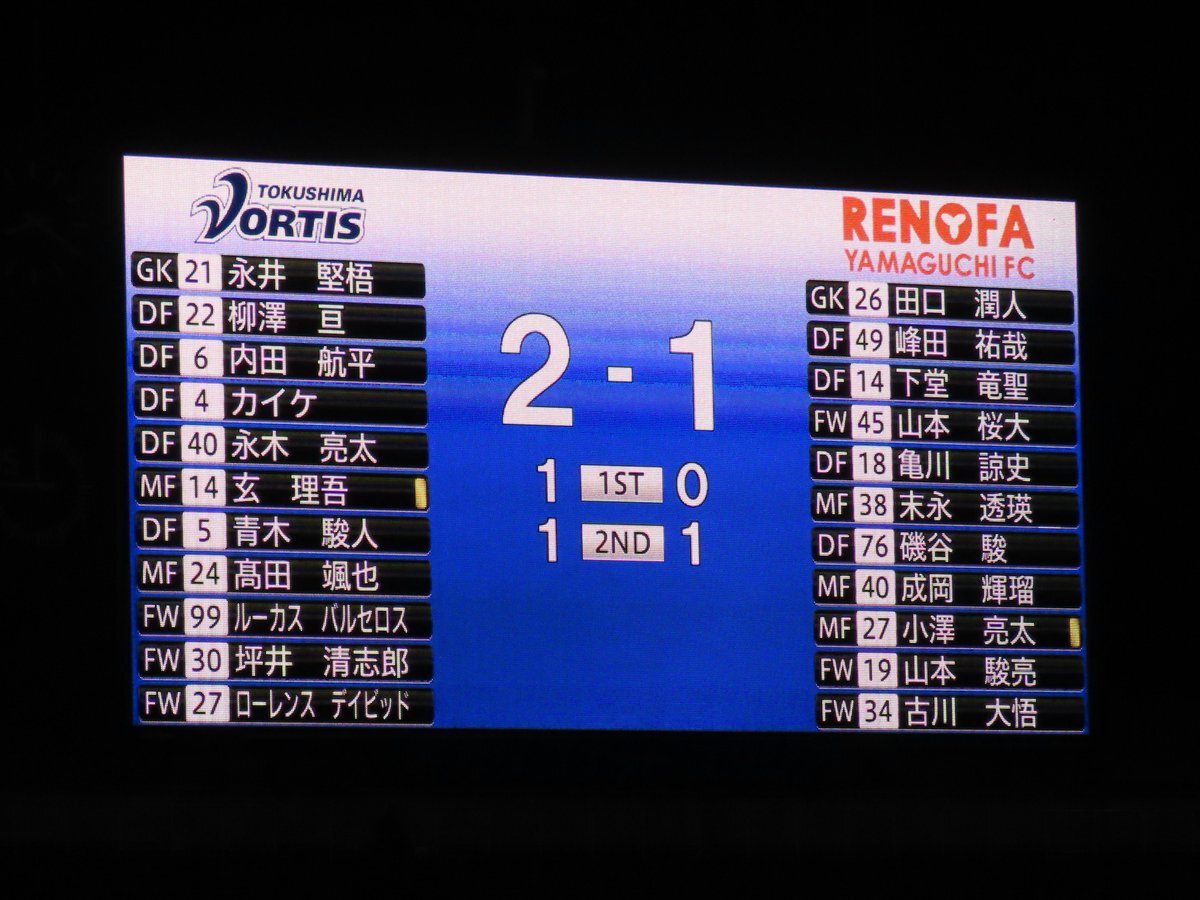 TOKUSHIMA
VORTIS
GK 21 永井 堅梧
DF 22 柳澤 亘
DF 6 内田 航平
DF 4 カイケ
DF 40 永木 亮太
MF 14 玄 理吾
DF 5 青木 駿人
MF 24 髙田 颯也
FW 99 ルーカス バルセロス
FW 30 坪井 清志郎
FW 27 ローレンス デイビッド
2 - 1
1 1ST 0
1 2ND 1
RENOFA
YAMAGUCHI FC
GK 26 田口 潤人
DF 49 峰田 祐哉
DF 14 下堂 竜聖
FW 45 山本 桜大
DF 18 亀川 諒史
MF 38 末永 透瑛
DF 76 磯谷 駿
MF 40 成岡 輝瑠
MF 27 小澤 亮太
FW 19 山本 駿亮
FW 34 古川 大悟